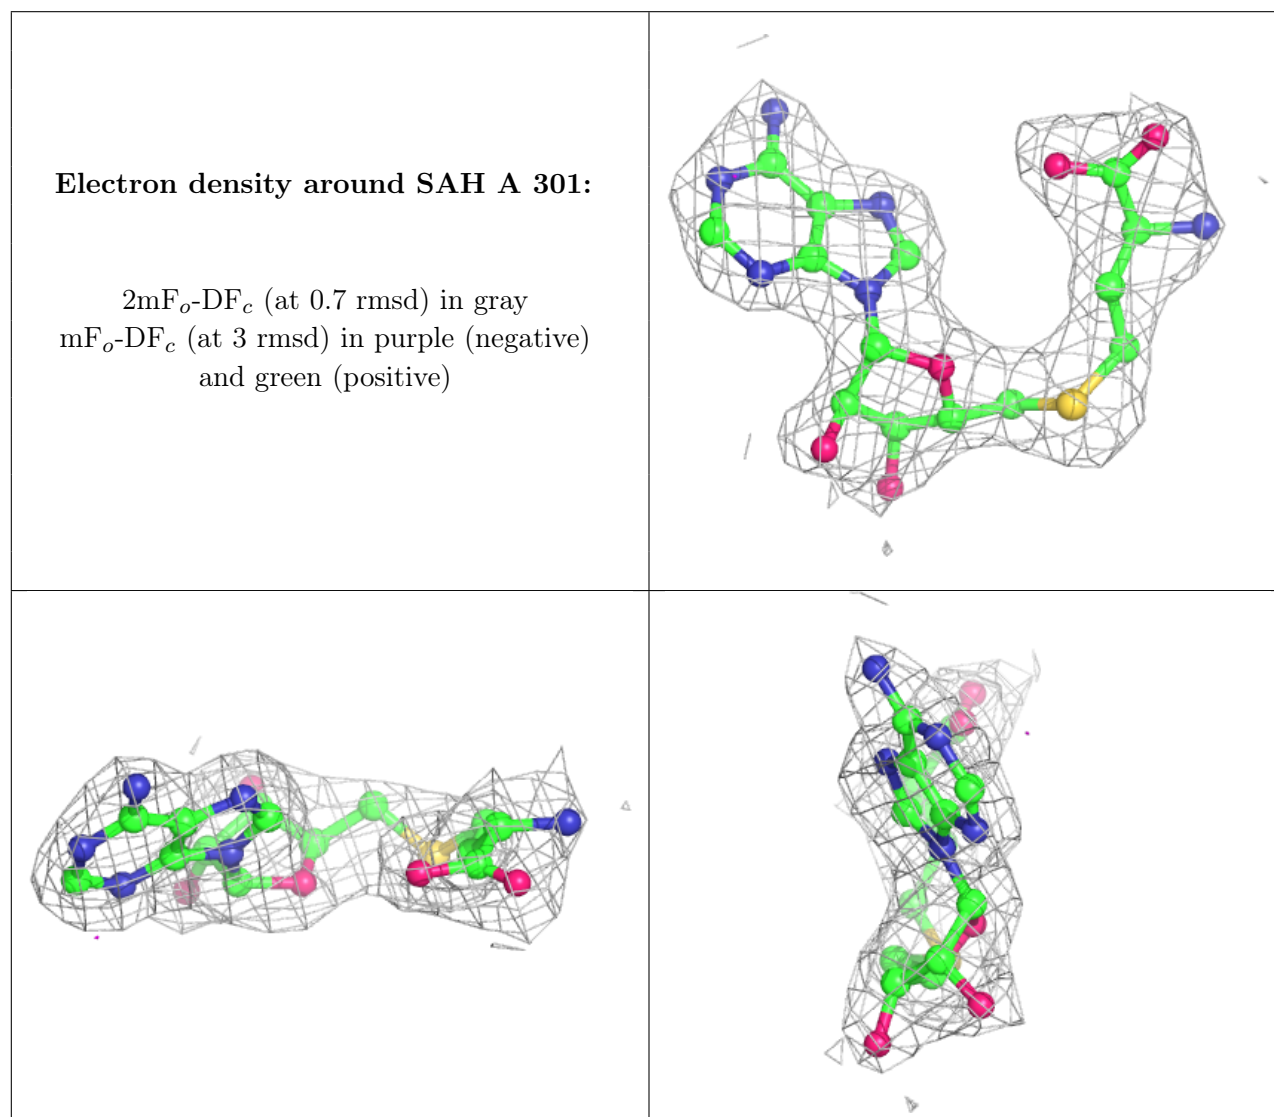 Electron density around SAH A 301:
2mFo-DFc (at 0.7 rmsd) in gray
mFo-DFc (at 3 rmsd) in purple (negative)
and green (positive)